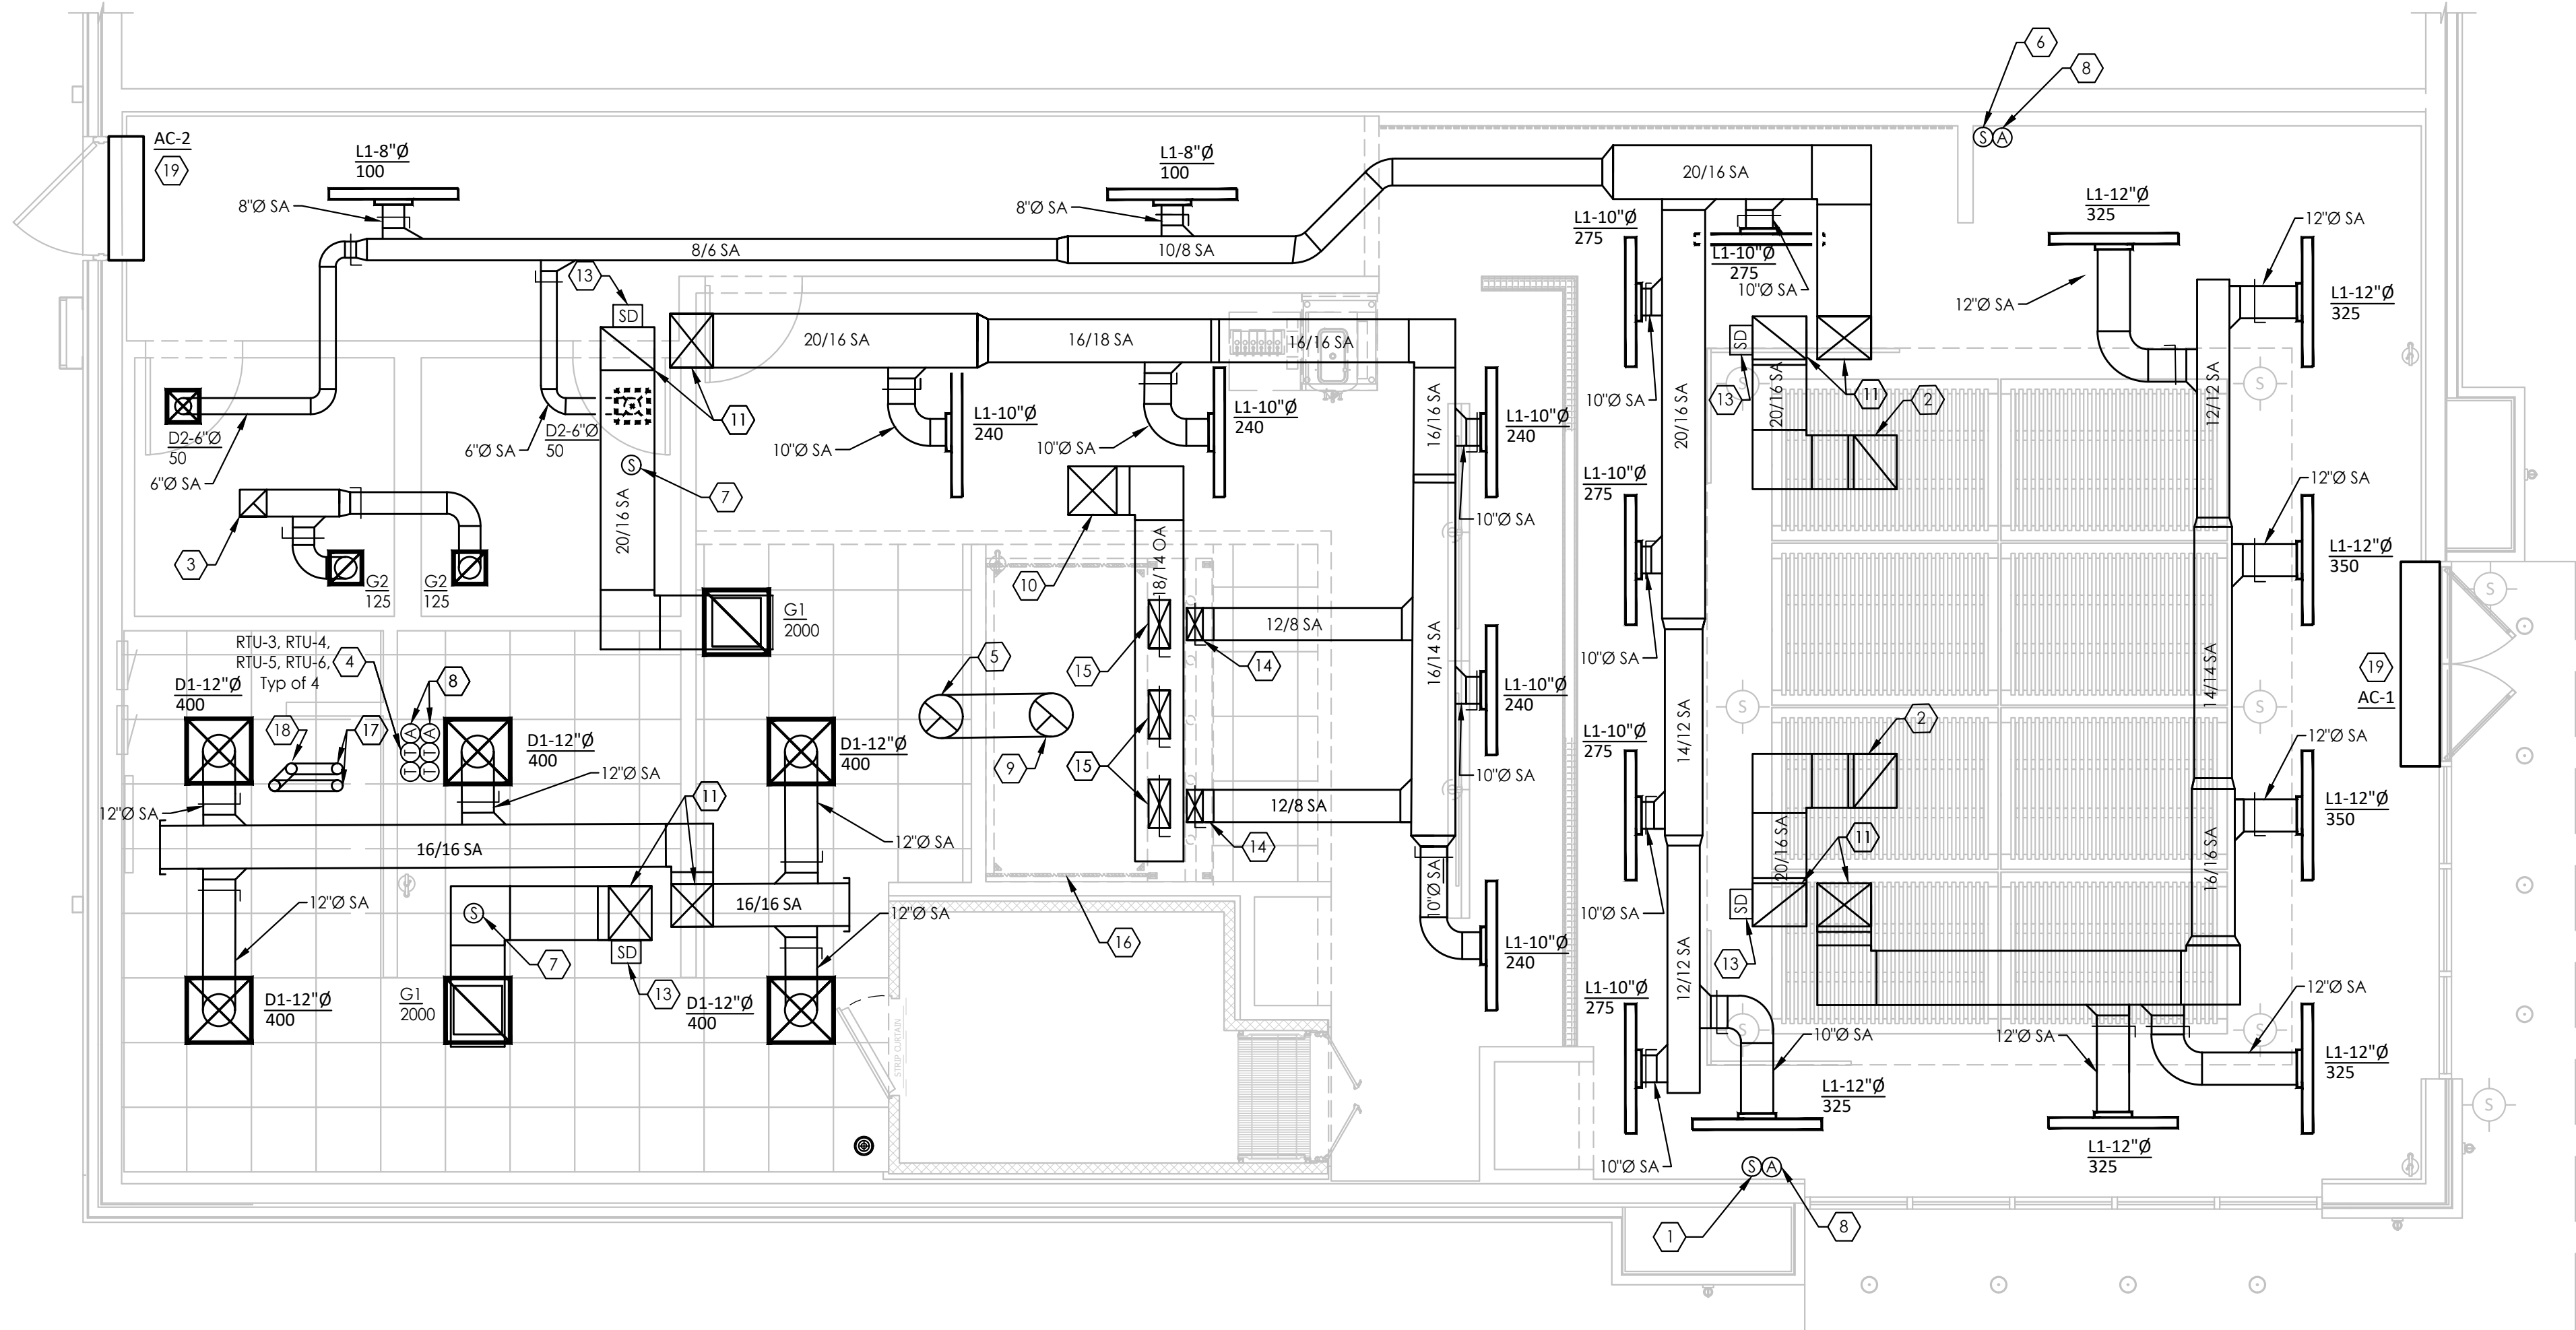 6
8
S
A
AC-2
19
L1-8"Ø
100
8"Ø SA
L1-8"Ø
100
8"Ø SA
20/16 SA
L1-10"Ø
275
L1-10"Ø
275
10"Ø SA
L1-12"Ø
325
12"Ø SA
12"Ø SA
L1-12"Ø
325
8/6 SA
10/8 SA
13
SD
20/16 SA
16/18 SA
16/16 SA
11
D2-6"Ø
50
6"Ø SA
D2-6"Ø
50
6"Ø SA
S
7
20/16 SA
10"Ø SA
L1-10"Ø
240
10"Ø SA
L1-10"Ø
240
16/16 SA
L1-10"Ø
240
10"Ø SA
10"Ø SA
20/16 SA
SD
13
20/16 SA
11
2
S
S
12/12 SA
12"Ø SA
L1-12"Ø
350
3
G2
125
G2
125
10
18/14 OA
L1-10"Ø
275
10"Ø SA
G1
2000
12/8 SA
14
15
5
9
15
16/14 SA
L1-10"Ø
240
10"Ø SA
RTU-3, RTU-4,
RTU-5, RTU-6,
Typ of 4
4
8
D1-12"Ø
400
18
17
A
A
T
T
T
T
D1-12"Ø
400
12"Ø SA
D1-12"Ø
400
12"Ø SA
12"Ø SA
16/16 SA
11
16/16 SA
12/8 SA
14
10"Ø SA
16
12"Ø SA
12"Ø SA
S
7
SD
13
D1-12"Ø
400
G1
2000
D1-12"Ø
400
L1-10"Ø
240
STRIP CURTAIN
L1-10"Ø
275
14/12 SA
10"Ø SA
S
S
2
20/16 SA
11
SD
13
14/14 SA
12"Ø SA
L1-12"Ø
350
16/16 SA
S
19
AC-1
L1-10"Ø
275
12/12 SA
10"Ø SA
S
10"Ø SA
L1-12"Ø
325
12"Ø SA
S
12"Ø SA
L1-12"Ø
325
L1-12"Ø
325
S
S
A
1
8